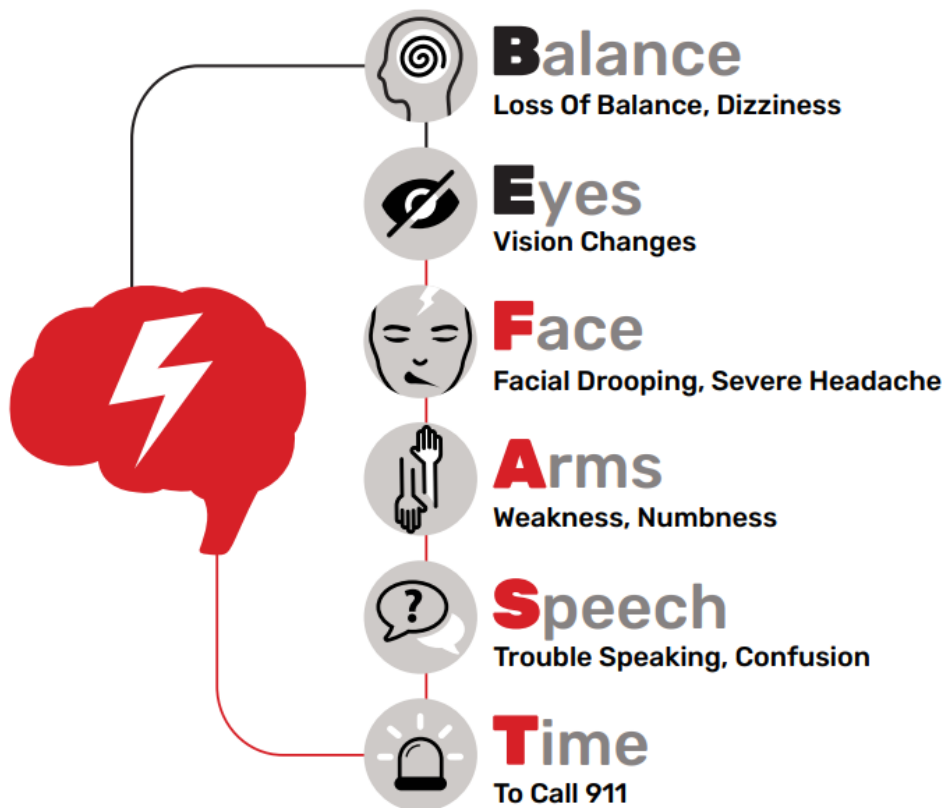 Balance
Loss Of Balance, Dizziness
Eyes
Vision Changes
Face
Facial Drooping, Severe Headache
Arms
Weakness, Numbness
?
Speech
Trouble Speaking, Confusion
Time
To Call 911